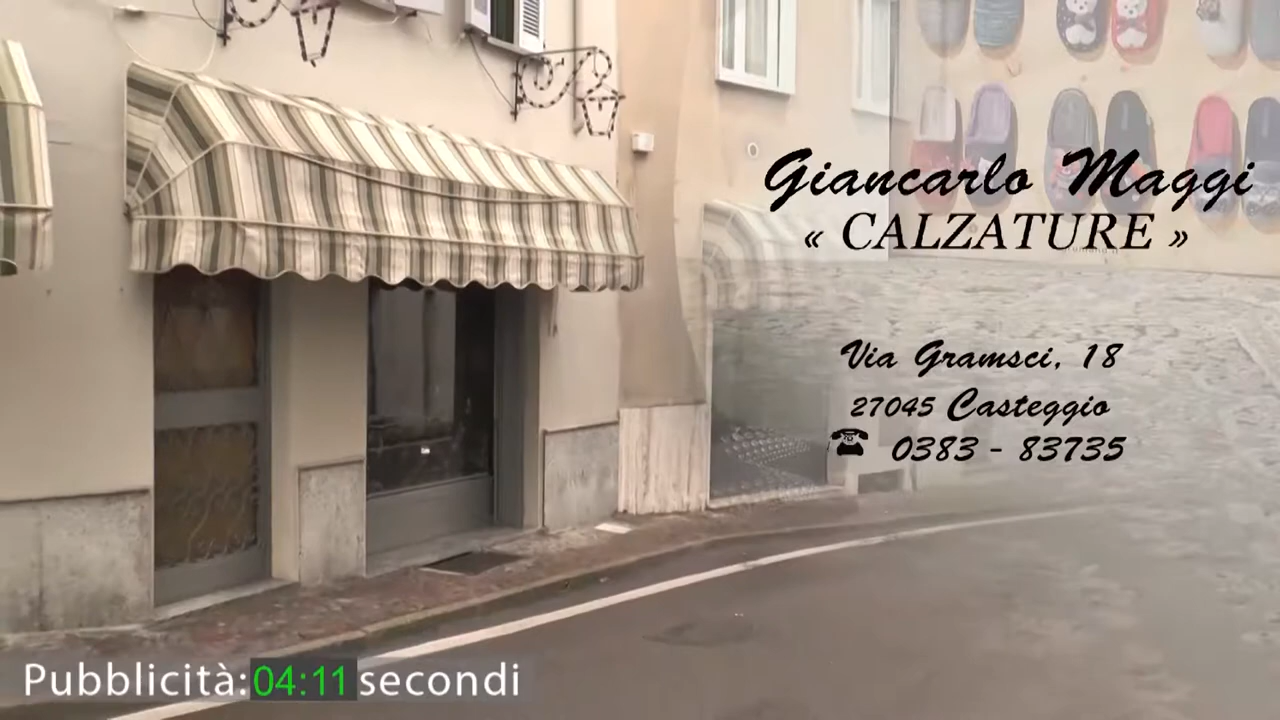 Giancarlo Maggi
« CALZATURE »
Via Gramsci, 18
27045 Casteggio
☎ 0383 - 83735
Pubblicità: 04:11 secondi